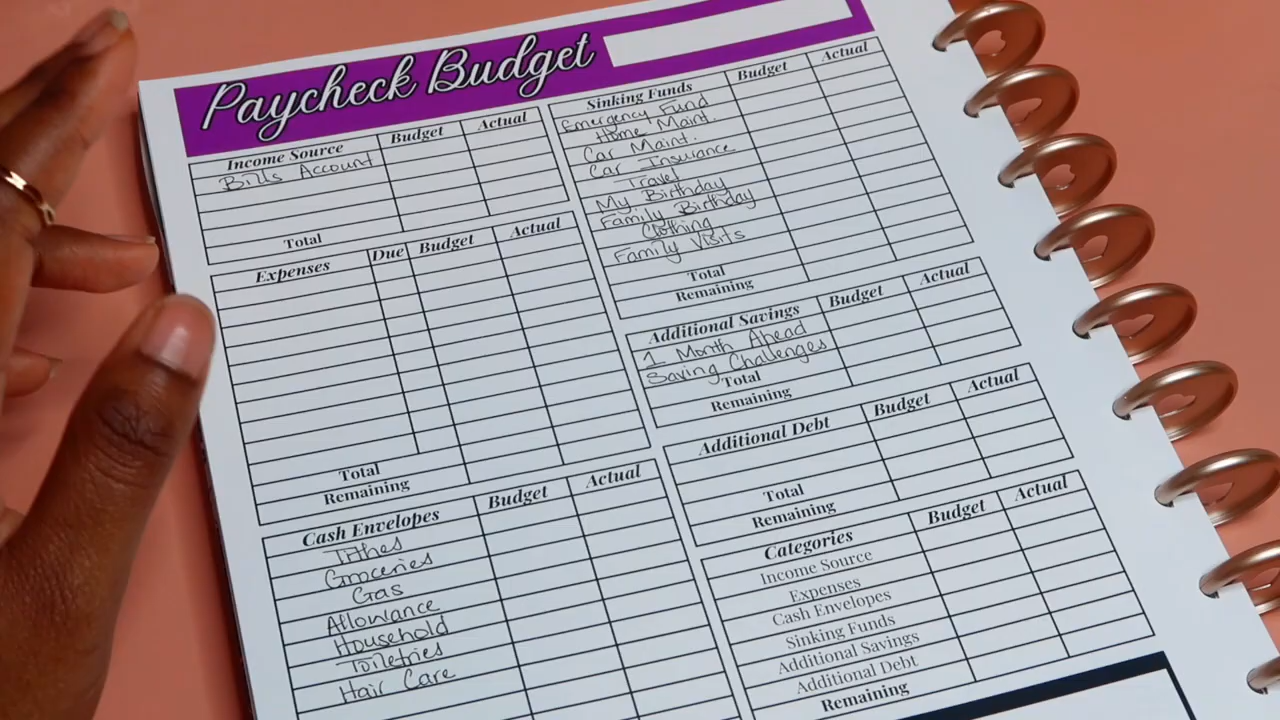 Paycheck Budget
Income Source Budget Actual
Bills Account
Total
Expenses Due Budget Actual
Total
Remaining
Cash Envelopes Budget Actual
Tithes
Groceries
Gas
Allowance
Household
Toiletries
Hair Care
Sinking Funds Budget Actual
Emergency Fund
Home Maint.
Car Maint.
Car Insurance
Travel
My Birthday
Family Birthday
Clothing
Family Visits
Total
Remaining
Additional Savings Budget Actual
1 Month Ahead
Saving Challenges
Total
Remaining
Additional Debt Budget Actual
Total
Remaining
Categories Budget Actual
Income Source
Expenses
Cash Envelopes
Sinking Funds
Additional Savings
Additional Debt
Remaining